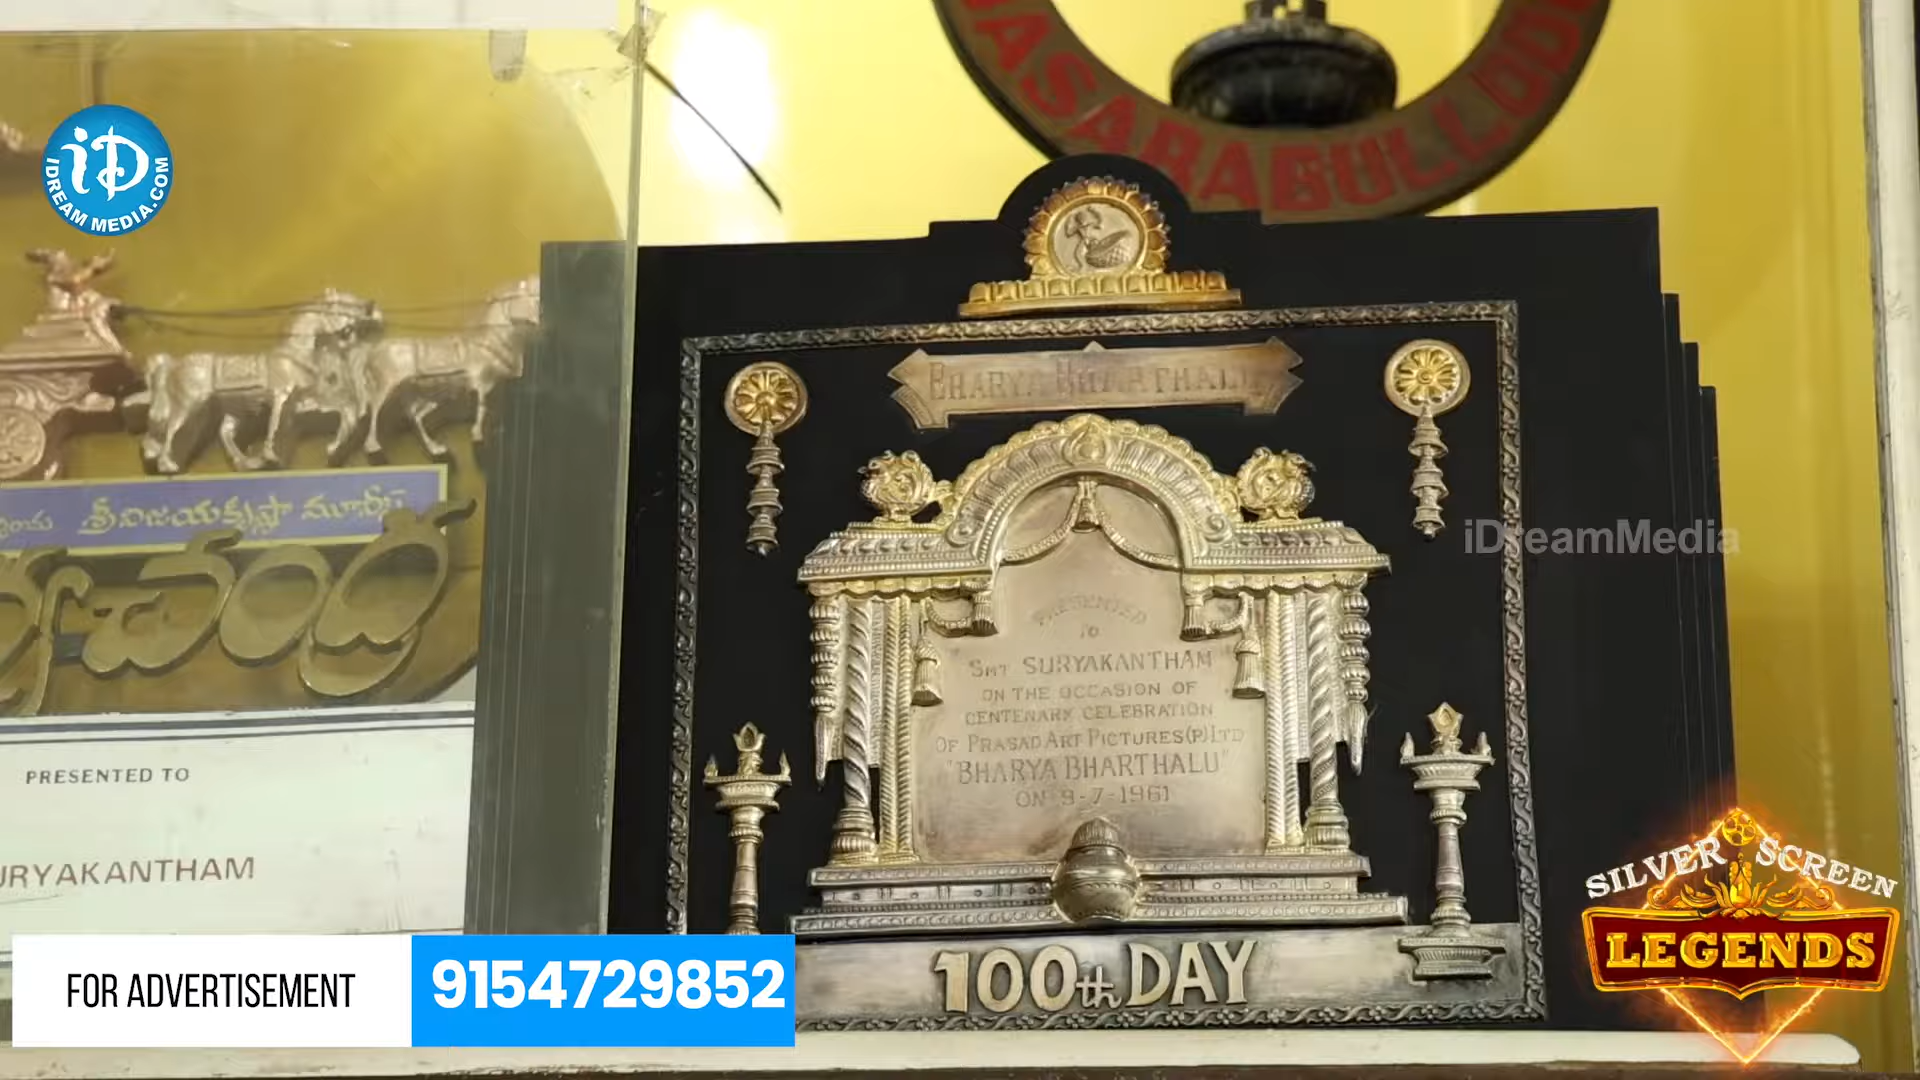 DASARABULLODU
iD
IDREAM MEDIA.COM
BHARYA BHARTHALU
శ్రీ విజయకృష్ణా మూవీస్
PRESENTED TO
URYAKANTHAM
PRESENTED
TO
SMT SURYAKANTHAM
ON THE OCCASION OF
CENTENARY CELEBRATION
OF PRASAD ART PICTURES (P) LTD
"BHARYA BHARTHALU"
ON 9-7-1961
100th DAY
iDreamMedia
SILVER SCREEN
LEGENDS
FOR ADVERTISEMENT
9154729852